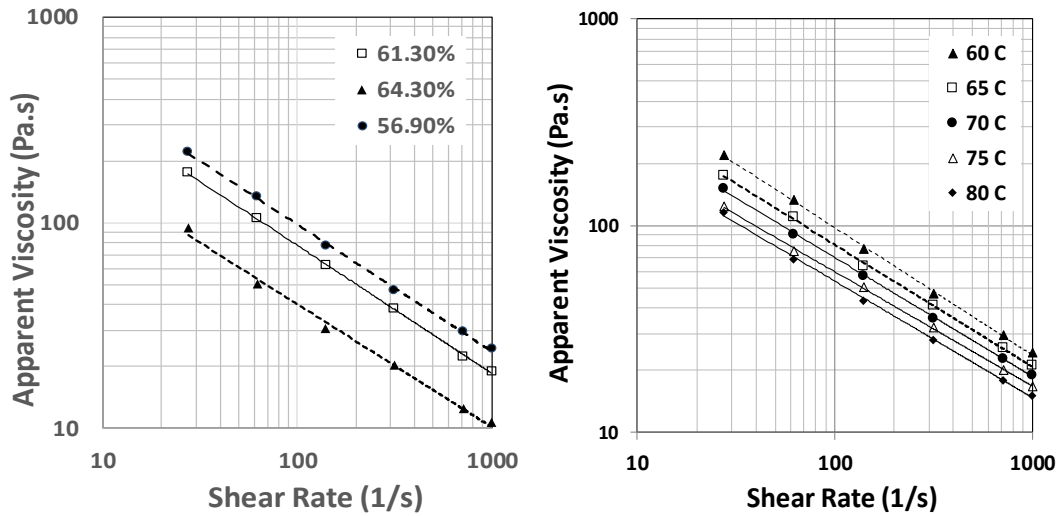 1000
100
10
Apparent Viscosity (Pa.s)
61.30%
64.30%
56.90%
10 100 1000
Shear Rate (1/s)
1000
100
10
Apparent Viscosity (Pa.s)
60 C
65 C
70 C
75 C
80 C
10 100 1000
Shear Rate (1/s)